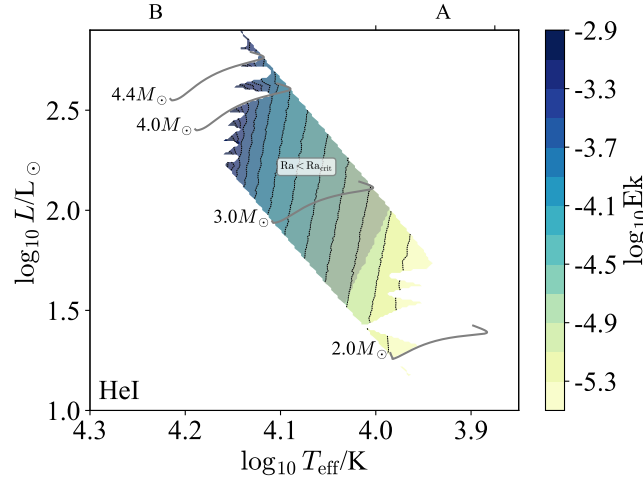 B A
-2.9
4.4M☉
2.5
-3.3
4.0M☉
-3.7
Ra < Ra_crit
2.0
3.0M☉
-4.1
log₁₀ L/L☉
log₁₀Ek
-4.5
1.5
-4.9
2.0M☉
-5.3
HeI
1.0
4.3 4.2 4.1 4.0 3.9
log₁₀ T_eff/K